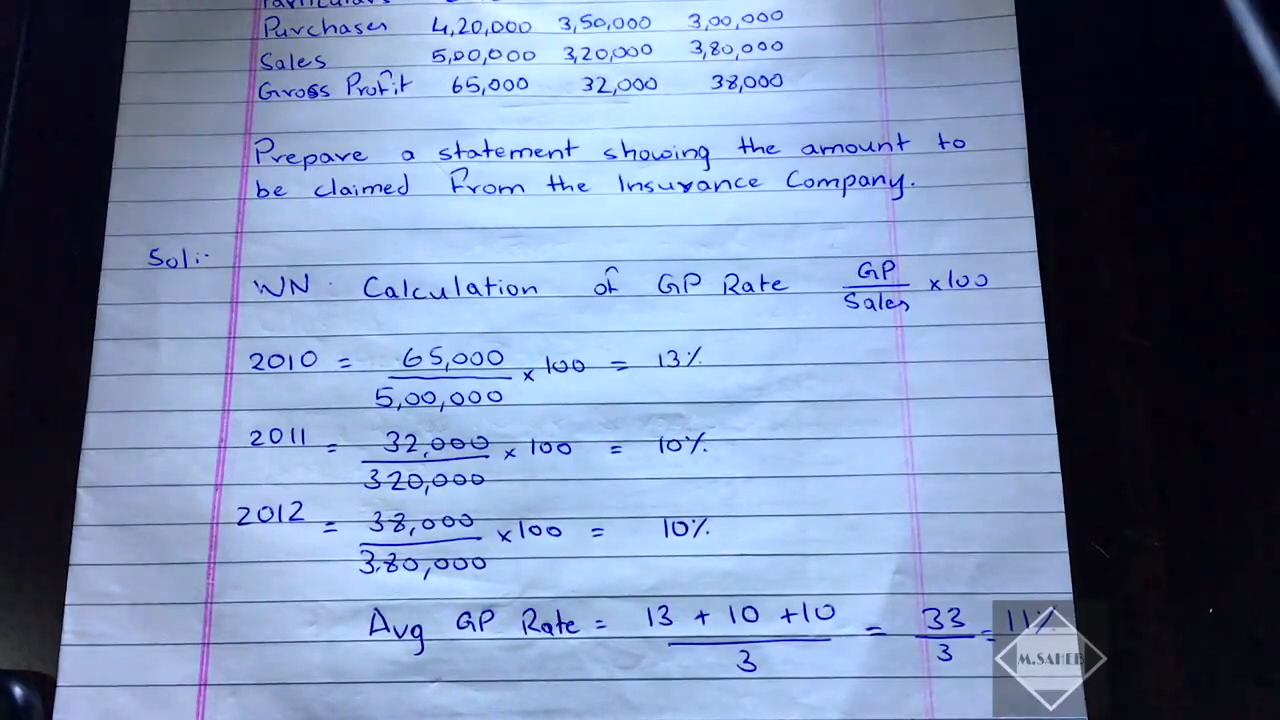 Particulars
Purchases 4,20,000 3,50,000 3,00,000
Sales 5,00,000 3,20,000 3,80,000
Gross Profit 65,000 32,000 38,000
Prepare a statement showing the amount to
be claimed From the Insurance Company.
Sol:-
WN. Calculation of GP Rate GP/Sales x100
2010 = 65,000/5,00,000 x 100 = 13%
2011 = 32,000/320,000 x 100 = 10%
2012 = 38,000/3,80,000 x100 = 10%
Avg GP Rate = 13 + 10 +10/3 = 33/3 = 11%
M.SAHEB